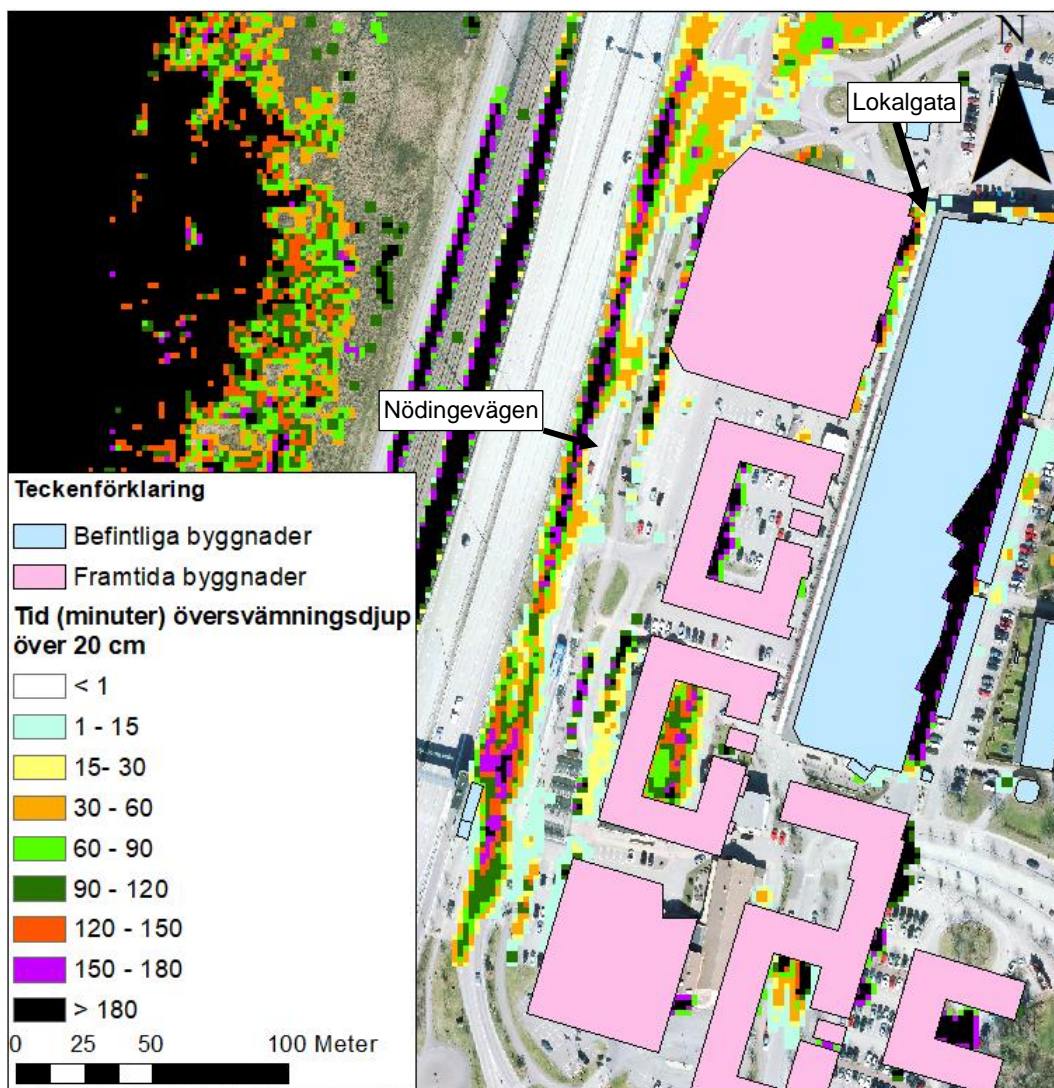 N
Lokalgata
Nödingevägen
Teckenförklaring
Befintliga byggnader
Framtida byggnader
Tid (minuter) översvämningsdjup
över 20 cm
< 1
1 - 15
15- 30
30 - 60
60 - 90
90 - 120
120 - 150
150 - 180
> 180
0 25 50 100 Meter